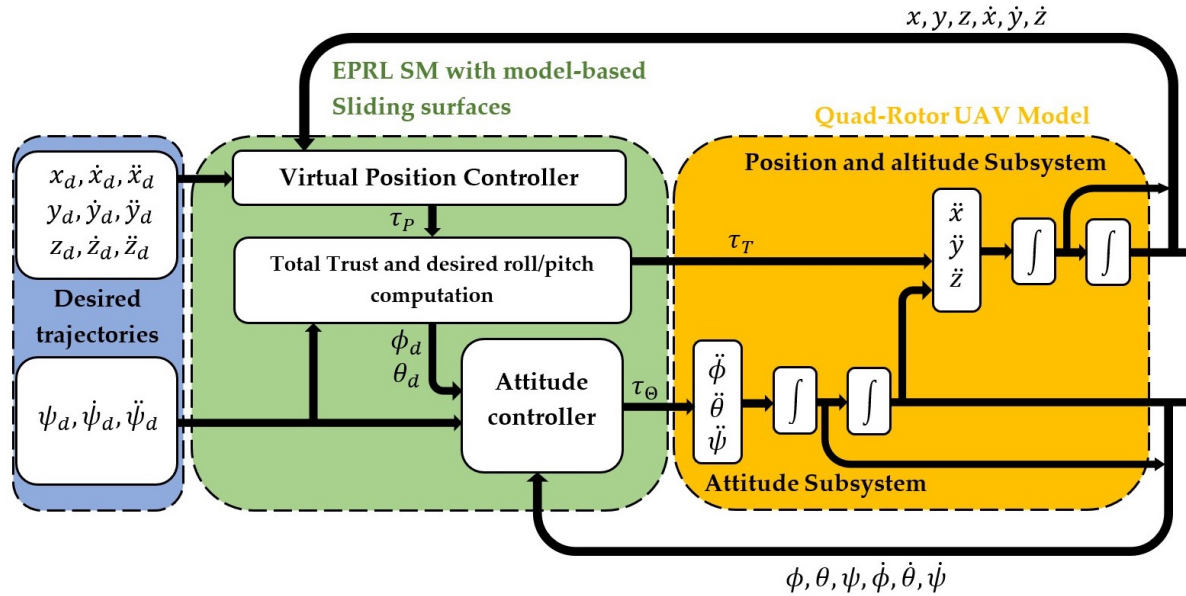 x, y, z, ẋ, ẏ, ż
EPRL SM with model-based
Sliding surfaces
Quad-Rotor UAV Model
x_d, ẋ_d, ẍ_d
y_d, ẏ_d, ÿ_d
z_d, ż_d, z̈_d
Desired
trajectories
ψ_d, ψ̇_d, ψ̈_d
Virtual Position Controller
τ_P
Total Trust and desired roll/pitch
computation
ϕ_d
θ_d
Attitude
controller
τ_T
τ_Θ
Position and altitude Subsystem
ẍ
ÿ
z̈
∫
∫
ϕ̈
θ̈
ψ̈
∫
∫
Attitude Subsystem
ϕ, θ, ψ, ϕ̇, θ̇, ψ̇